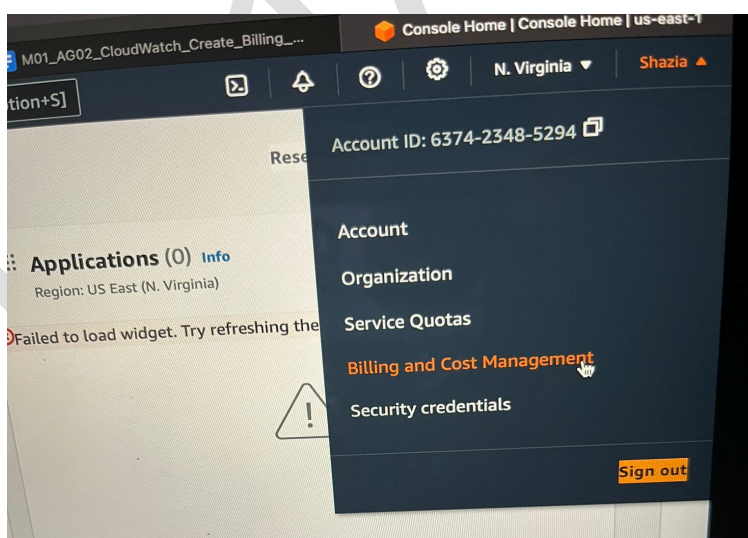 M01_AG02_CloudWatch_Create_Billing_...
Console Home | Console Home | us-east-1
tion+S]
N. Virginia
Shazia
Account ID: 6374-2348-5294
Rese
Account
Applications (0) Info
Organization
Region: US East (N. Virginia)
Service Quotas
Failed to load widget. Try refreshing the
Billing and Cost Management
Security credentials
Sign out